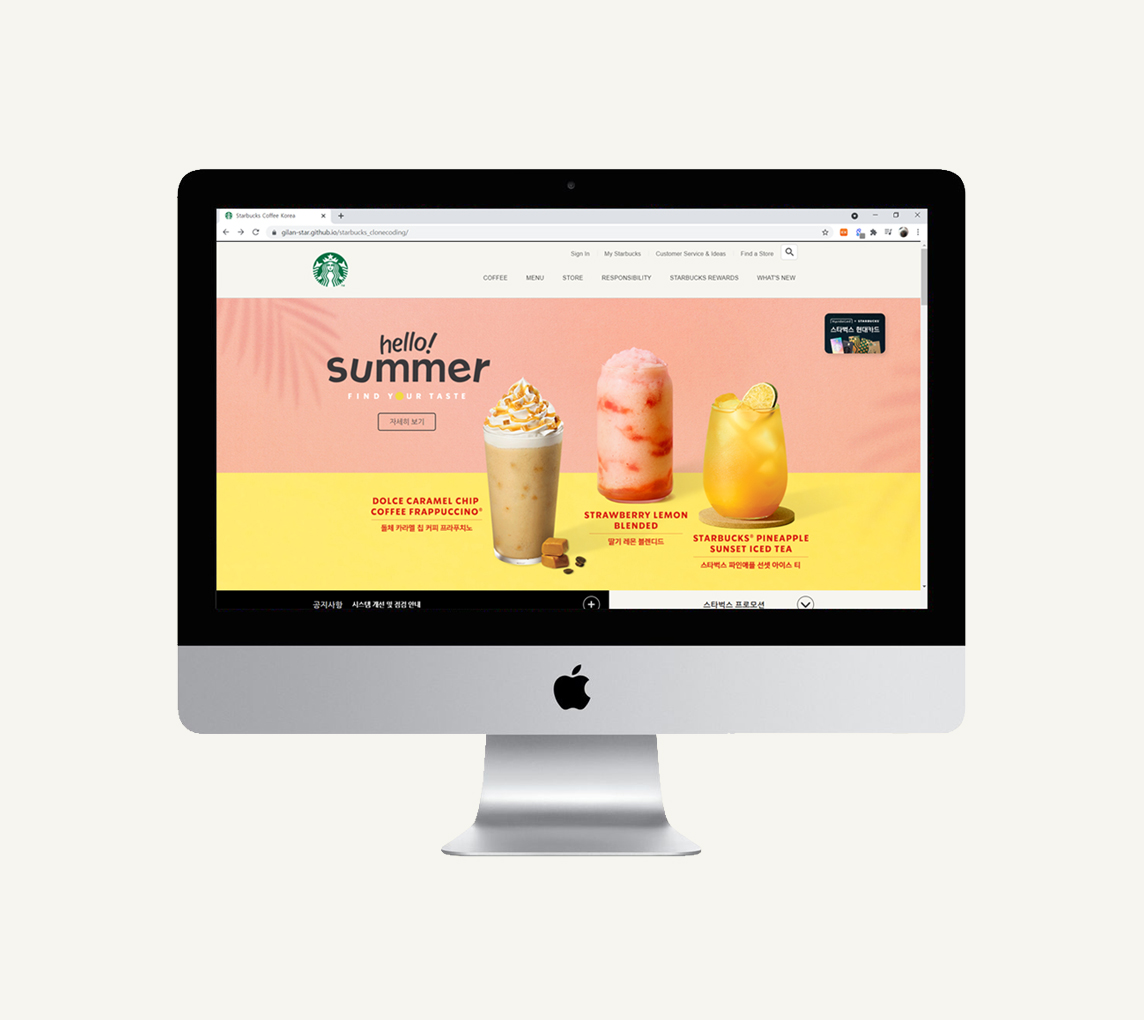 Starbucks Coffee Korea
gilan-star.github.io/starbucks_clonecoding/
Sign In
My Starbucks
Customer Service & Ideas
Find a Store
COFFEE
MENU
STORE
RESPONSIBILITY
STARBUCKS REWARDS
WHAT'S NEW
hello!
summer
FIND YOUR TASTE
자세히 보기
스타벅스 현대카드
DOLCE CARAMEL CHIP
COFFEE FRAPPUCCINO®
돌체 카라멜 칩 커피 프라푸치노
STRAWBERRY LEMON
BLENDED
딸기 레몬 블렌디드
STARBUCKS® PINEAPPLE
SUNSET ICED TEA
스타벅스 파인애플 선셋 아이스 티
공지사항
시스템 개선 및 점검 안내
스타벅스 프로모션